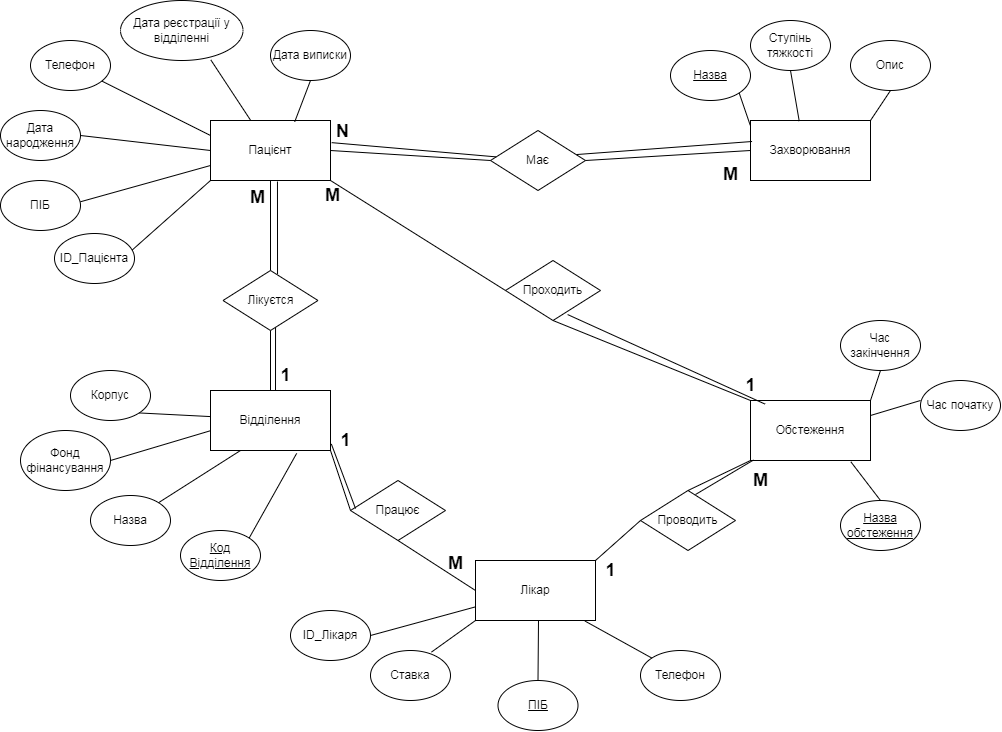 Дата реєстрації у
відділенні
Дата виписки
Телефон
Дата
народження
ПІБ
ID_Пацієнта
Пацієнт
N
M
M
Має
M
Назва
Ступінь
тяжкості
Опис
Захворювання
Лікуєтся
Проходить
1
1
Корпус
Фонд
фінансування
Назва
Код
Відділення
Відділення
1
Працює
M
Обстеження
Час
закінчення
Час початку
Назва
обстеження
M
Проводить
1
Лікар
ID_Лікаря
Ставка
ПІБ
Телефон